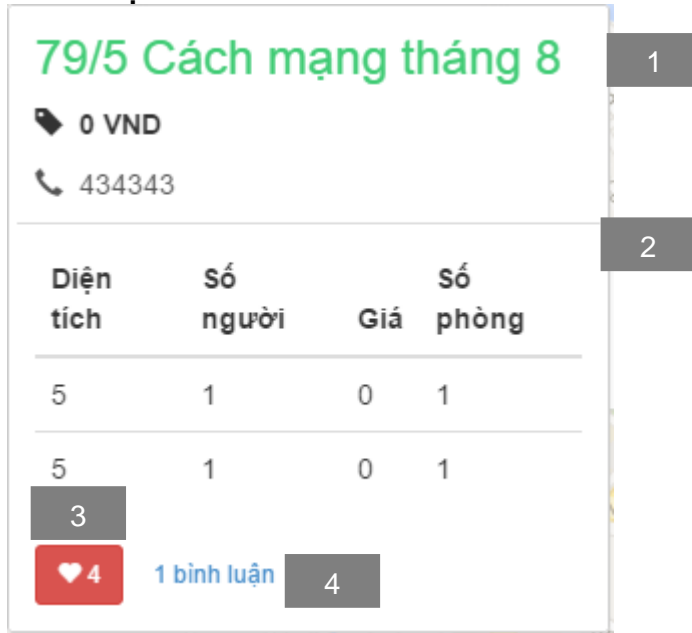 79/5 Cách mạng tháng 8
1
0 VND
434343
2
Diện tích Số người Giá Số phòng
5 1 0 1
5 1 0 1
3
4 1 bình luận
4